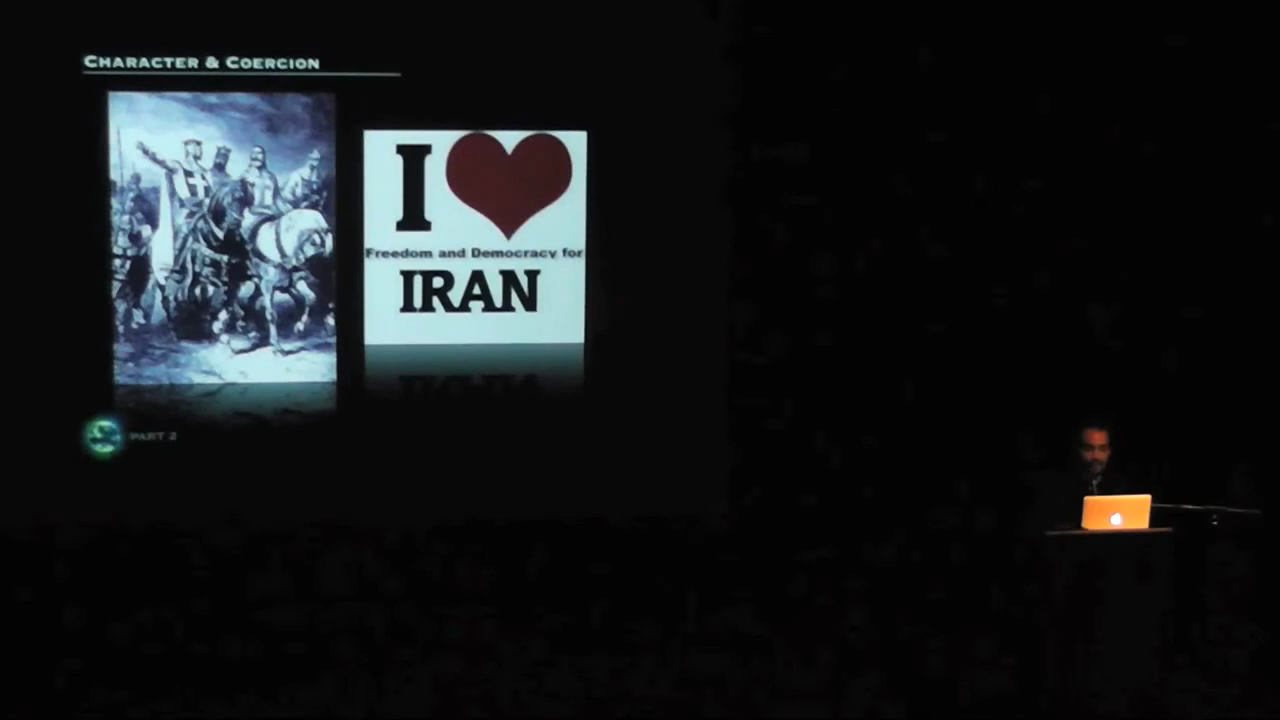 CHARACTER & COERCION
I
Freedom and Democracy for
IRAN
PART 2